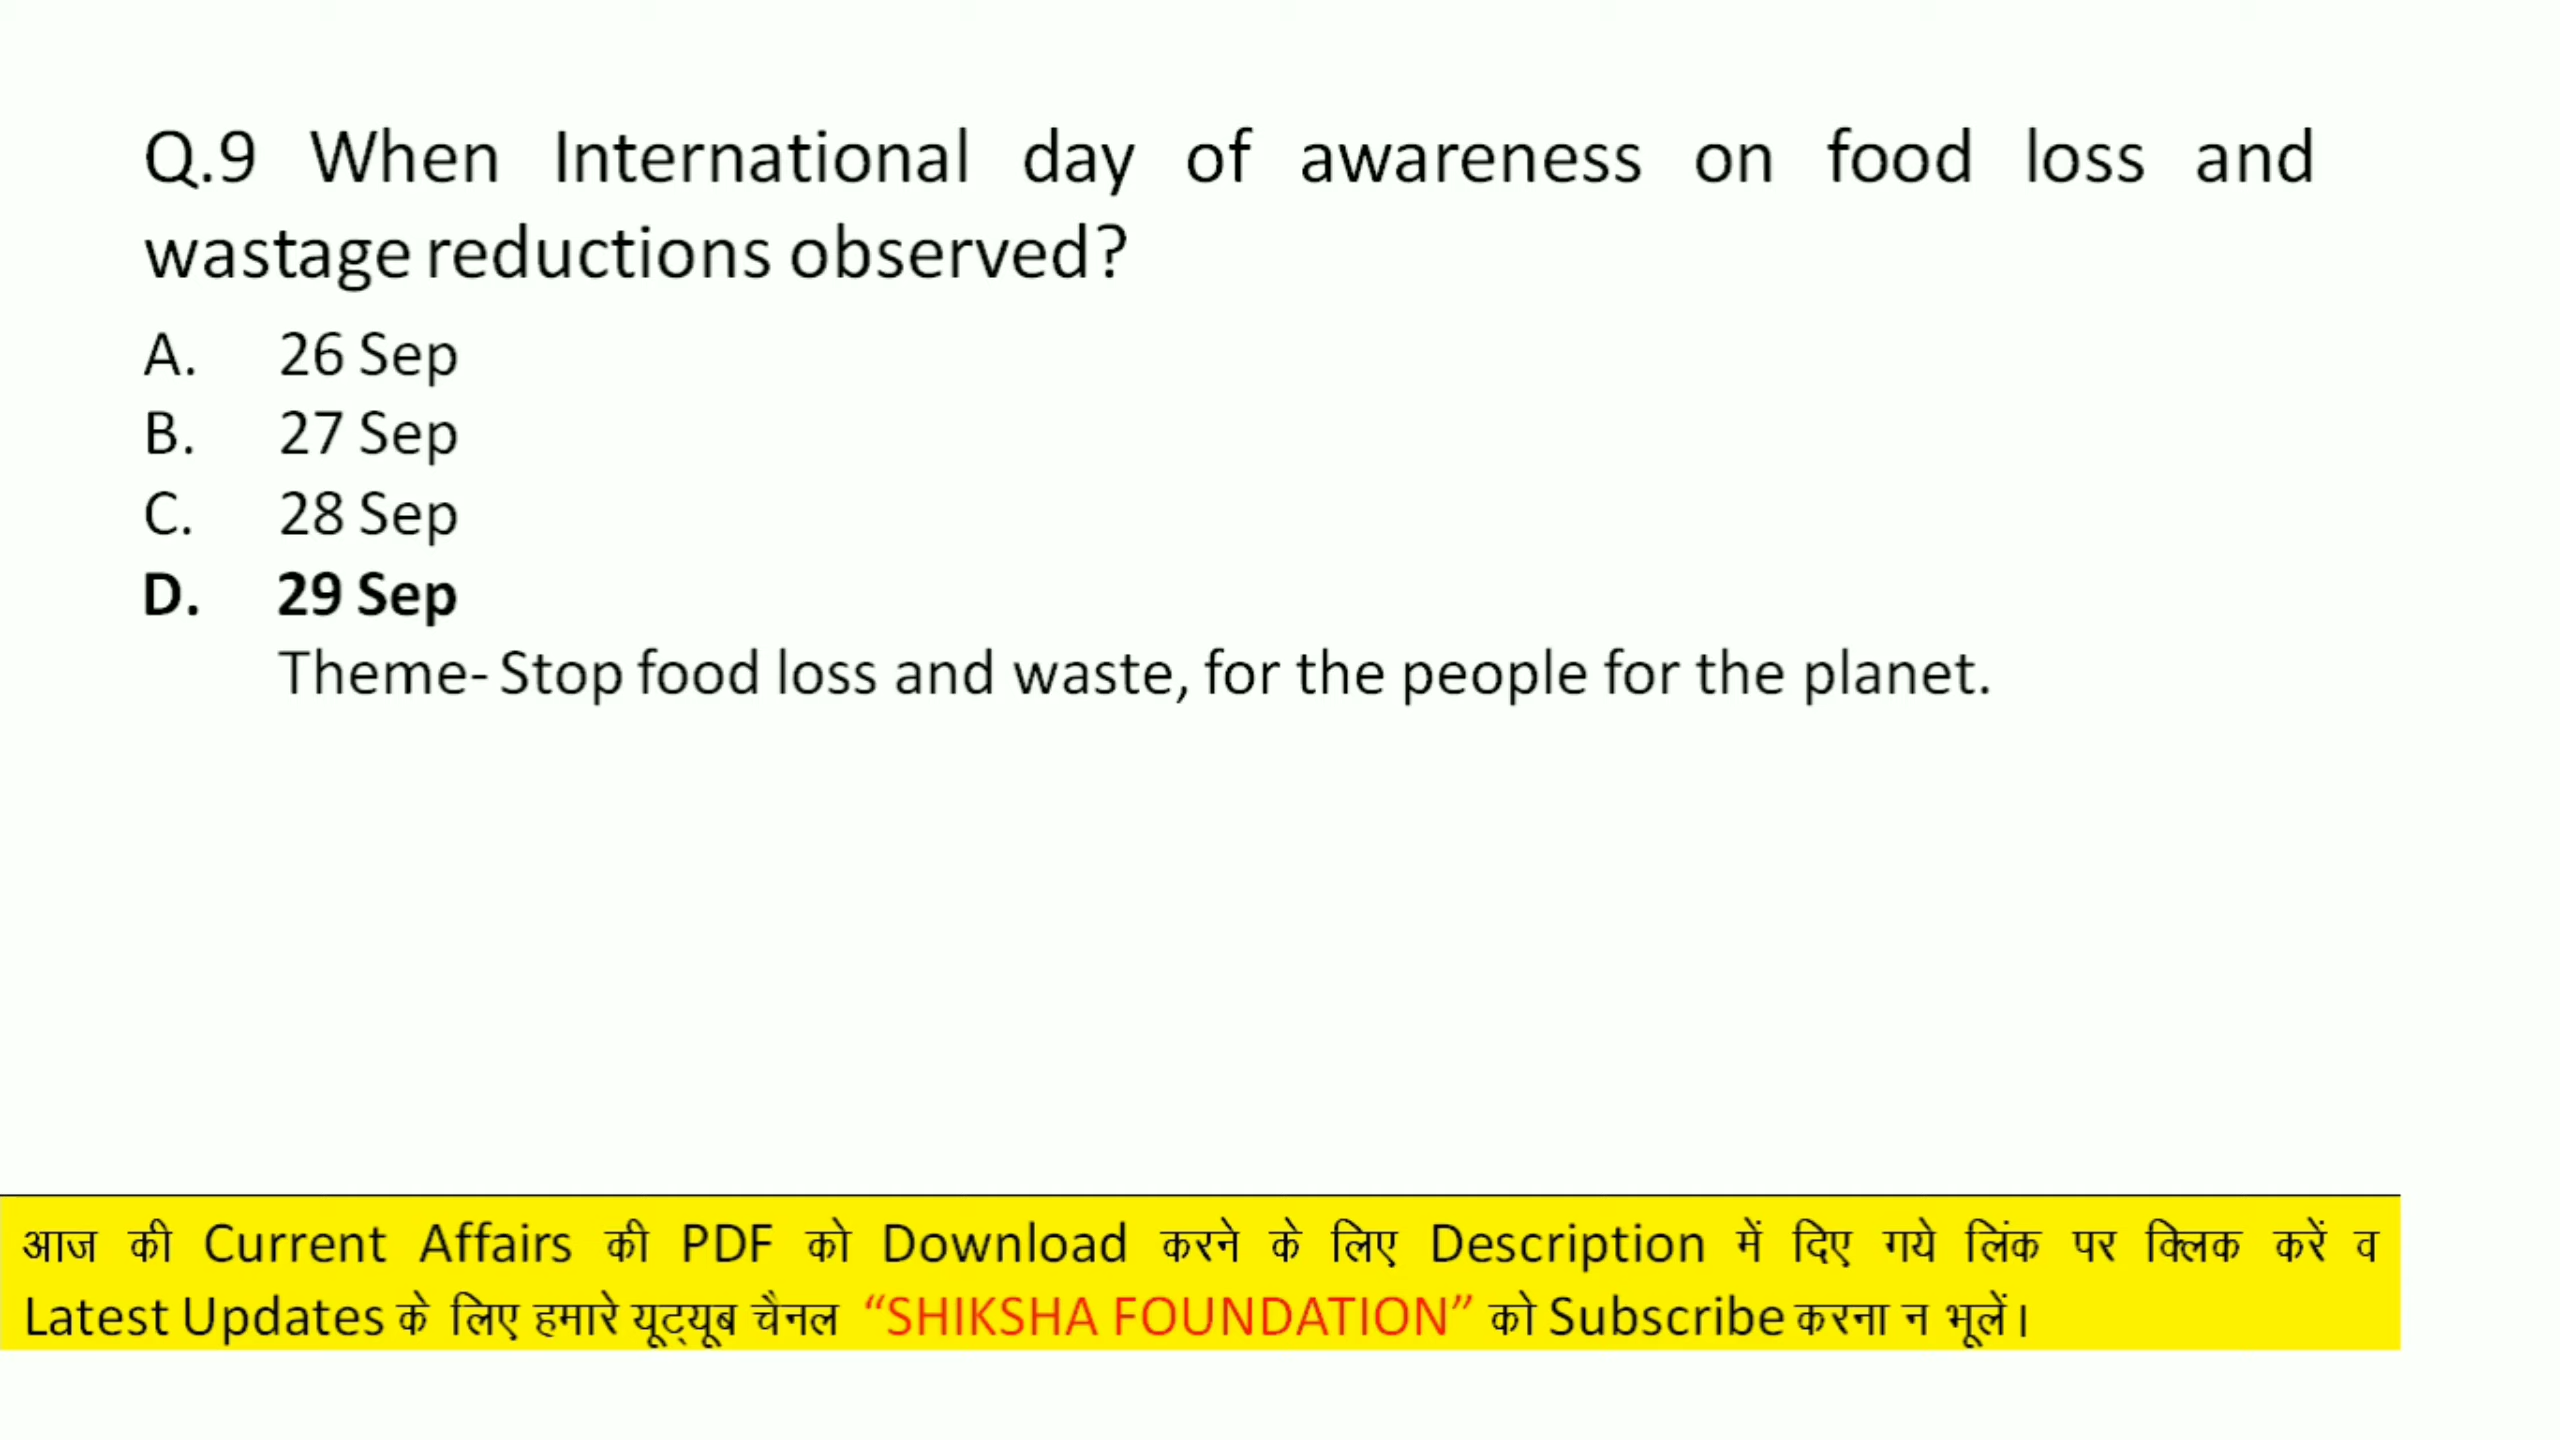 Q.9 When International day of awareness on food loss and
wastage reductions observed?
A. 26 Sep
B. 27 Sep
C. 28 Sep
D. 29 Sep
Theme- Stop food loss and waste, for the people for the planet.
आज की Current Affairs की PDF को Download करने के लिए Description में दिए गये लिंक पर क्लिक करें व
Latest Updates के लिए हमारे यूट्यूब चैनल “SHIKSHA FOUNDATION” को Subscribe करना न भूलें।